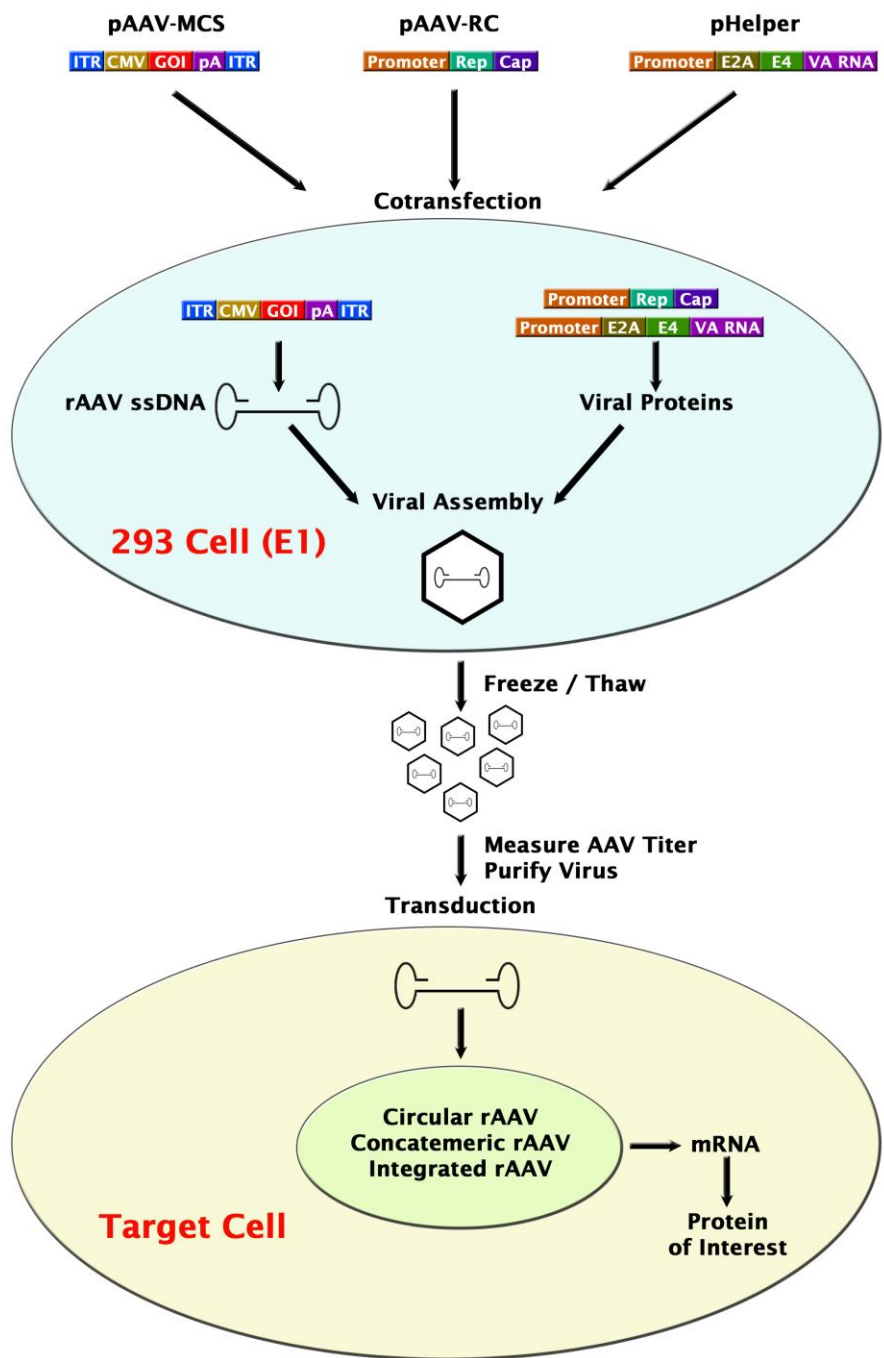 pAAV-MCS pAAV-RC pHelper
ITR CMV GOI pA ITR Promoter Rep Cap Promoter E2A E4 VA RNA
Cotransfection
Promoter Rep Cap
ITR CMV GOI pA ITR
Promoter E2A E4 VA RNA
rAAV ssDNA Viral Proteins
Viral Assembly
293 Cell (E1)
Freeze / Thaw
Measure AAV Titer
Purify Virus
Transduction
Circular rAAV
Concatemeric rAAV mRNA
Integrated rAAV
Target Cell
Protein
of Interest